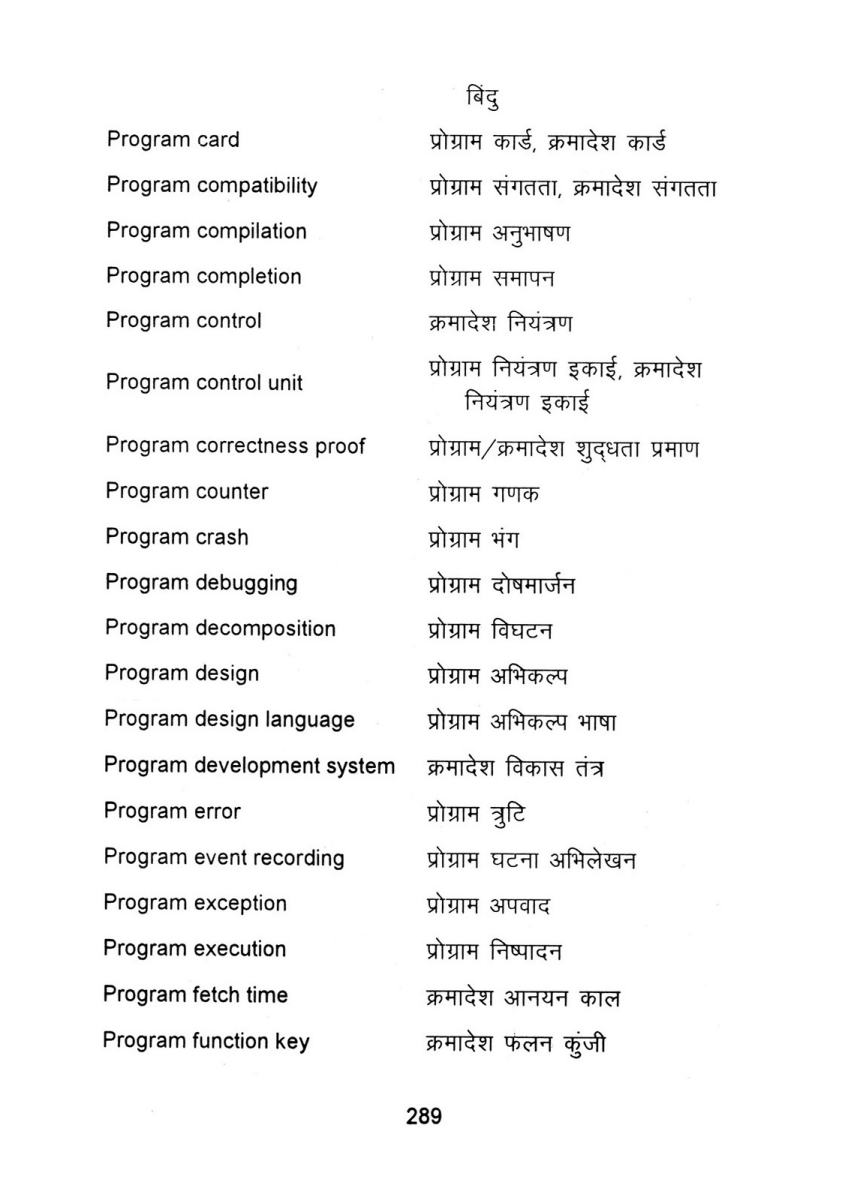 बिंदु
Program card प्रोग्राम कार्ड, क्रमादेश कार्ड
Program compatibility प्रोग्राम संगतता, क्रमादेश संगतता
Program compilation प्रोग्राम अनुभाषण
Program completion प्रोग्राम समापन
Program control क्रमादेश नियंत्रण
Program control unit प्रोग्राम नियंत्रण इकाई, क्रमादेश
नियंत्रण इकाई
Program correctness proof प्रोग्राम/क्रमादेश शुद्धता प्रमाण
Program counter प्रोग्राम गणक
Program crash प्रोग्राम भंग
Program debugging प्रोग्राम दोषमार्जन
Program decomposition प्रोग्राम विघटन
Program design प्रोग्राम अभिकल्प
Program design language प्रोग्राम अभिकल्प भाषा
Program development system क्रमादेश विकास तंत्र
Program error प्रोग्राम त्रुटि
Program event recording प्रोग्राम घटना अभिलेखन
Program exception प्रोग्राम अपवाद
Program execution प्रोग्राम निष्पादन
Program fetch time क्रमादेश आनयन काल
Program function key क्रमादेश फलन कुंजी
289